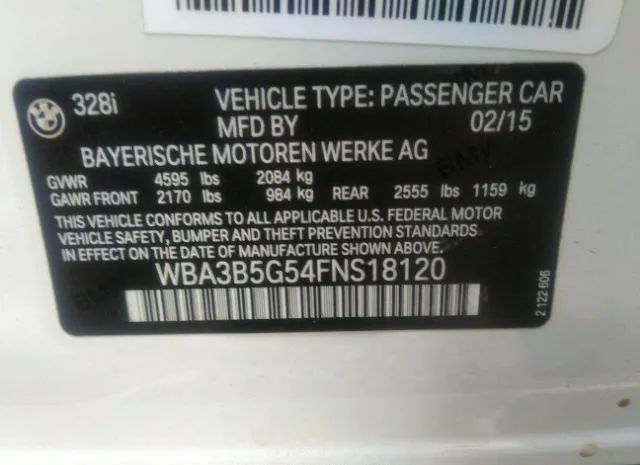 BMW
328i
VEHICLE TYPE: PASSENGER CAR
MFD BY 02/15
BAYERISCHE MOTOREN WERKE AG
GVWR 4595 lbs 2084 kg
GAWR FRONT 2170 lbs 984 kg REAR 2555 lbs 1159 kg
THIS VEHICLE CONFORMS TO ALL APPLICABLE U.S. FEDERAL MOTOR
VEHICLE SAFETY, BUMPER AND THEFT PREVENTION STANDARDS
IN EFFECT ON THE DATE OF MANUFACTURE SHOWN ABOVE.
WBA3B5G54FNS18120
2 122 606